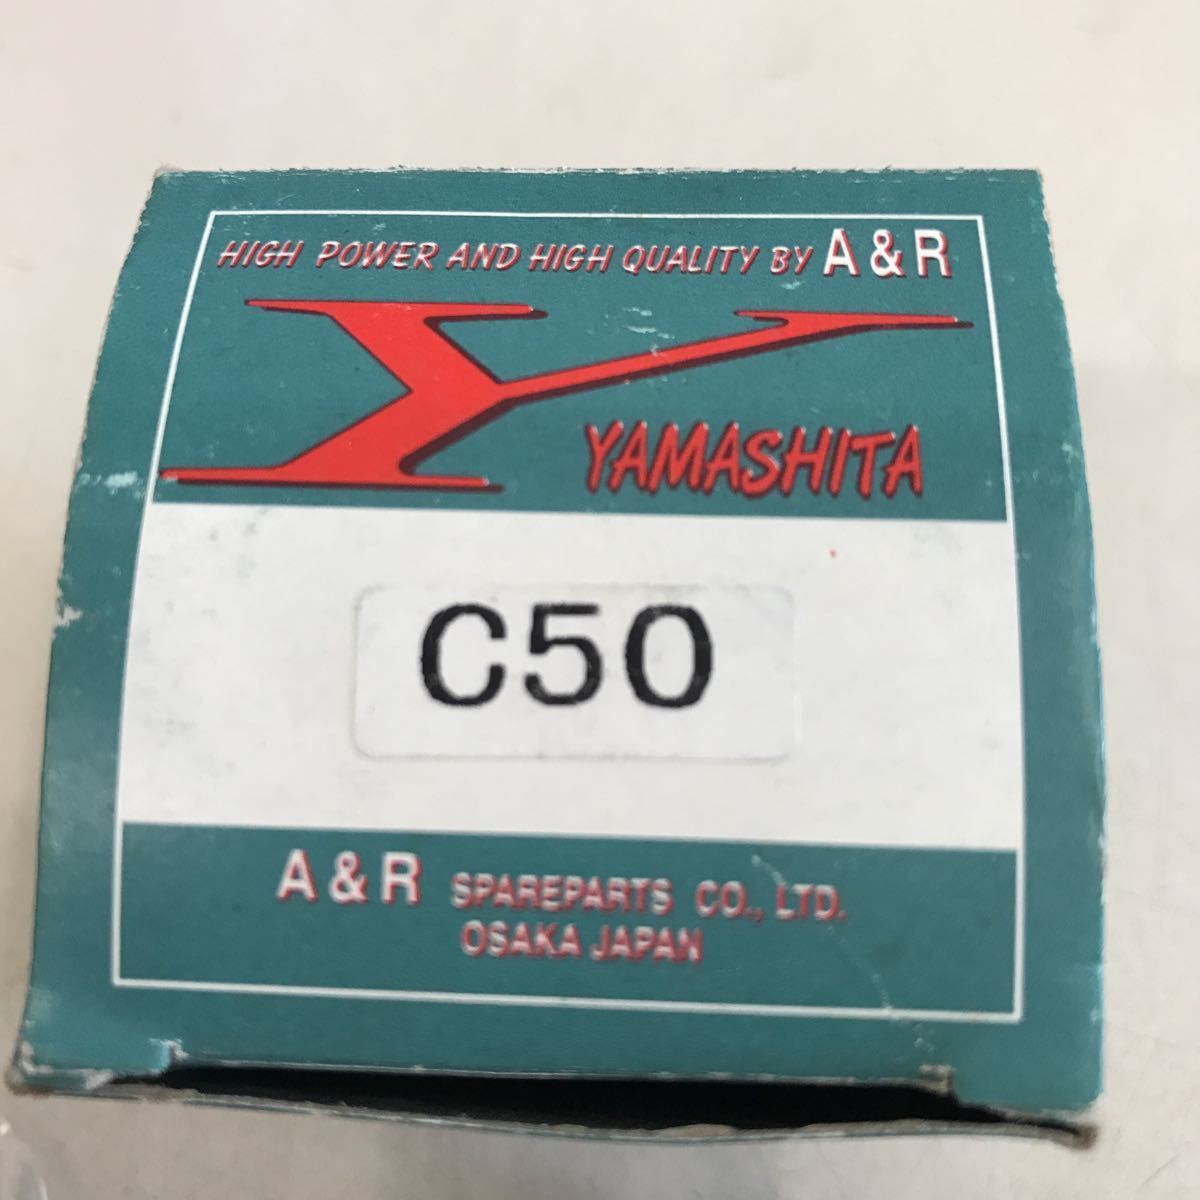 HIGH POWER AND HIGH QUALITY BY A & R
Y
YAMASHITA
C50
A & R SPAREPARTS CO., LTD.
OSAKA JAPAN